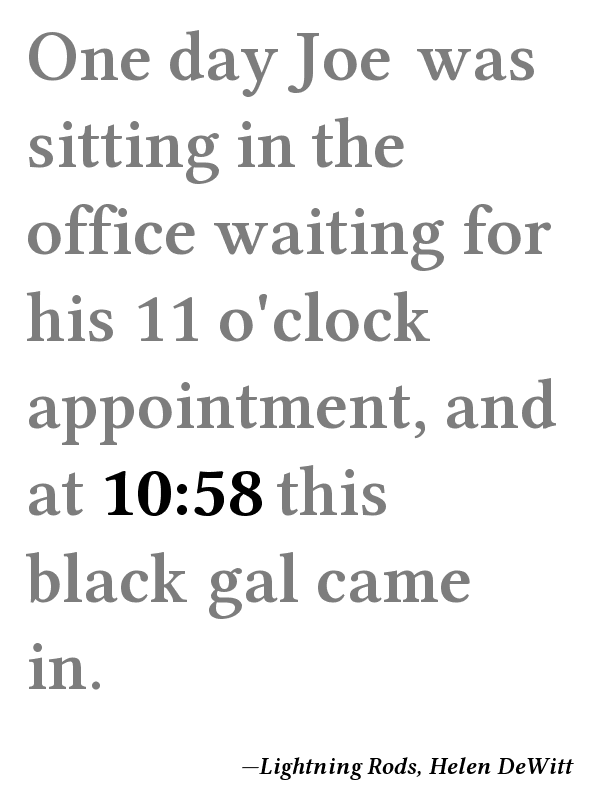 One day Joe was
sitting in the
office waiting for
his 11 o'clock
appointment, and
at 10:58 this
black gal came
in.
—Lightning Rods, Helen DeWitt